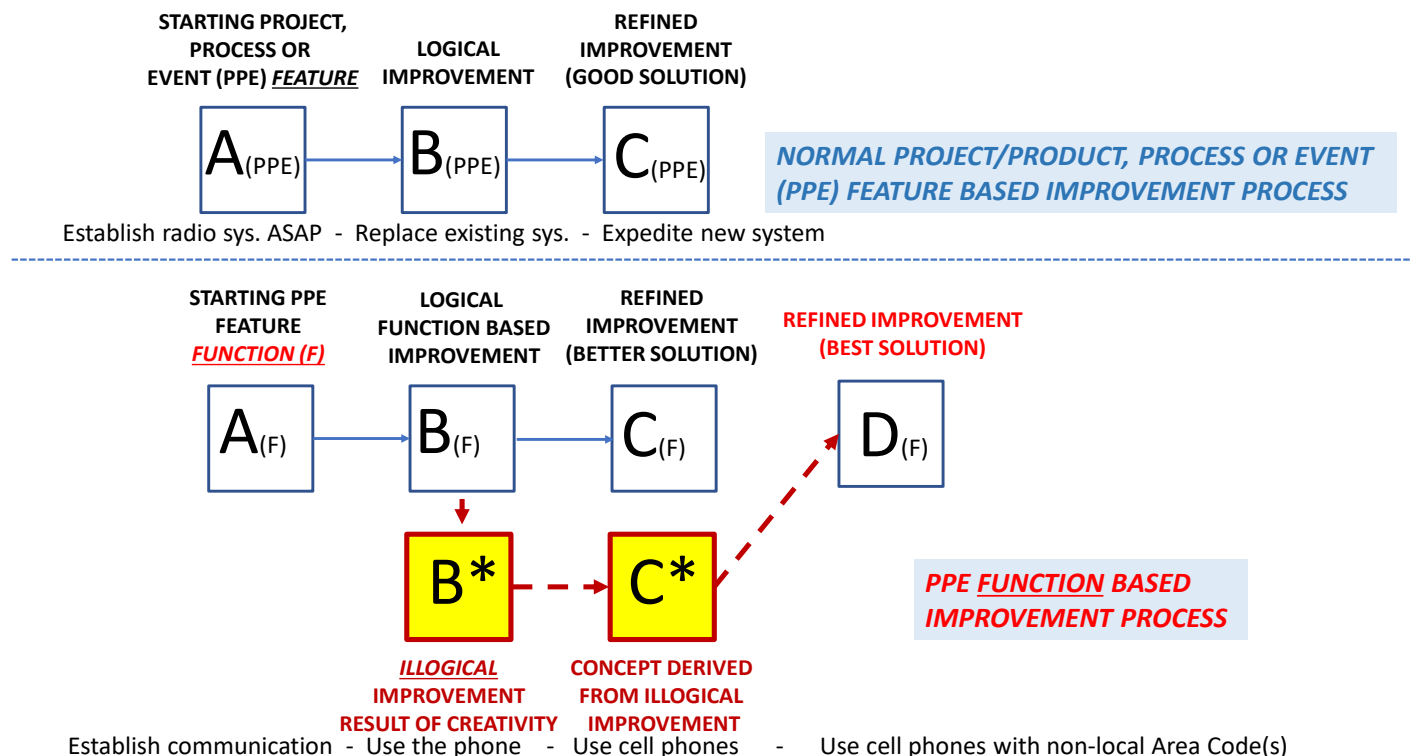 STARTING PROJECT,
PROCESS OR
EVENT (PPE) FEATURE
LOGICAL
IMPROVEMENT
REFINED
IMPROVEMENT
(GOOD SOLUTION)
A(PPE)
B(PPE)
C(PPE)
NORMAL PROJECT/PRODUCT, PROCESS OR EVENT
(PPE) FEATURE BASED IMPROVEMENT PROCESS
Establish radio sys. ASAP - Replace existing sys. - Expedite new system
STARTING PPE
FEATURE
FUNCTION (F)
LOGICAL
FUNCTION BASED
IMPROVEMENT
REFINED
IMPROVEMENT
(BETTER SOLUTION)
REFINED IMPROVEMENT
(BEST SOLUTION)
A(F)
B(F)
C(F)
D(F)
B*
C*
PPE FUNCTION BASED
IMPROVEMENT PROCESS
ILLOGICAL
IMPROVEMENT
RESULT OF CREATIVITY
CONCEPT DERIVED
FROM ILLOGICAL
IMPROVEMENT
Establish communication - Use the phone - Use cell phones - Use cell phones with non-local Area Code(s)